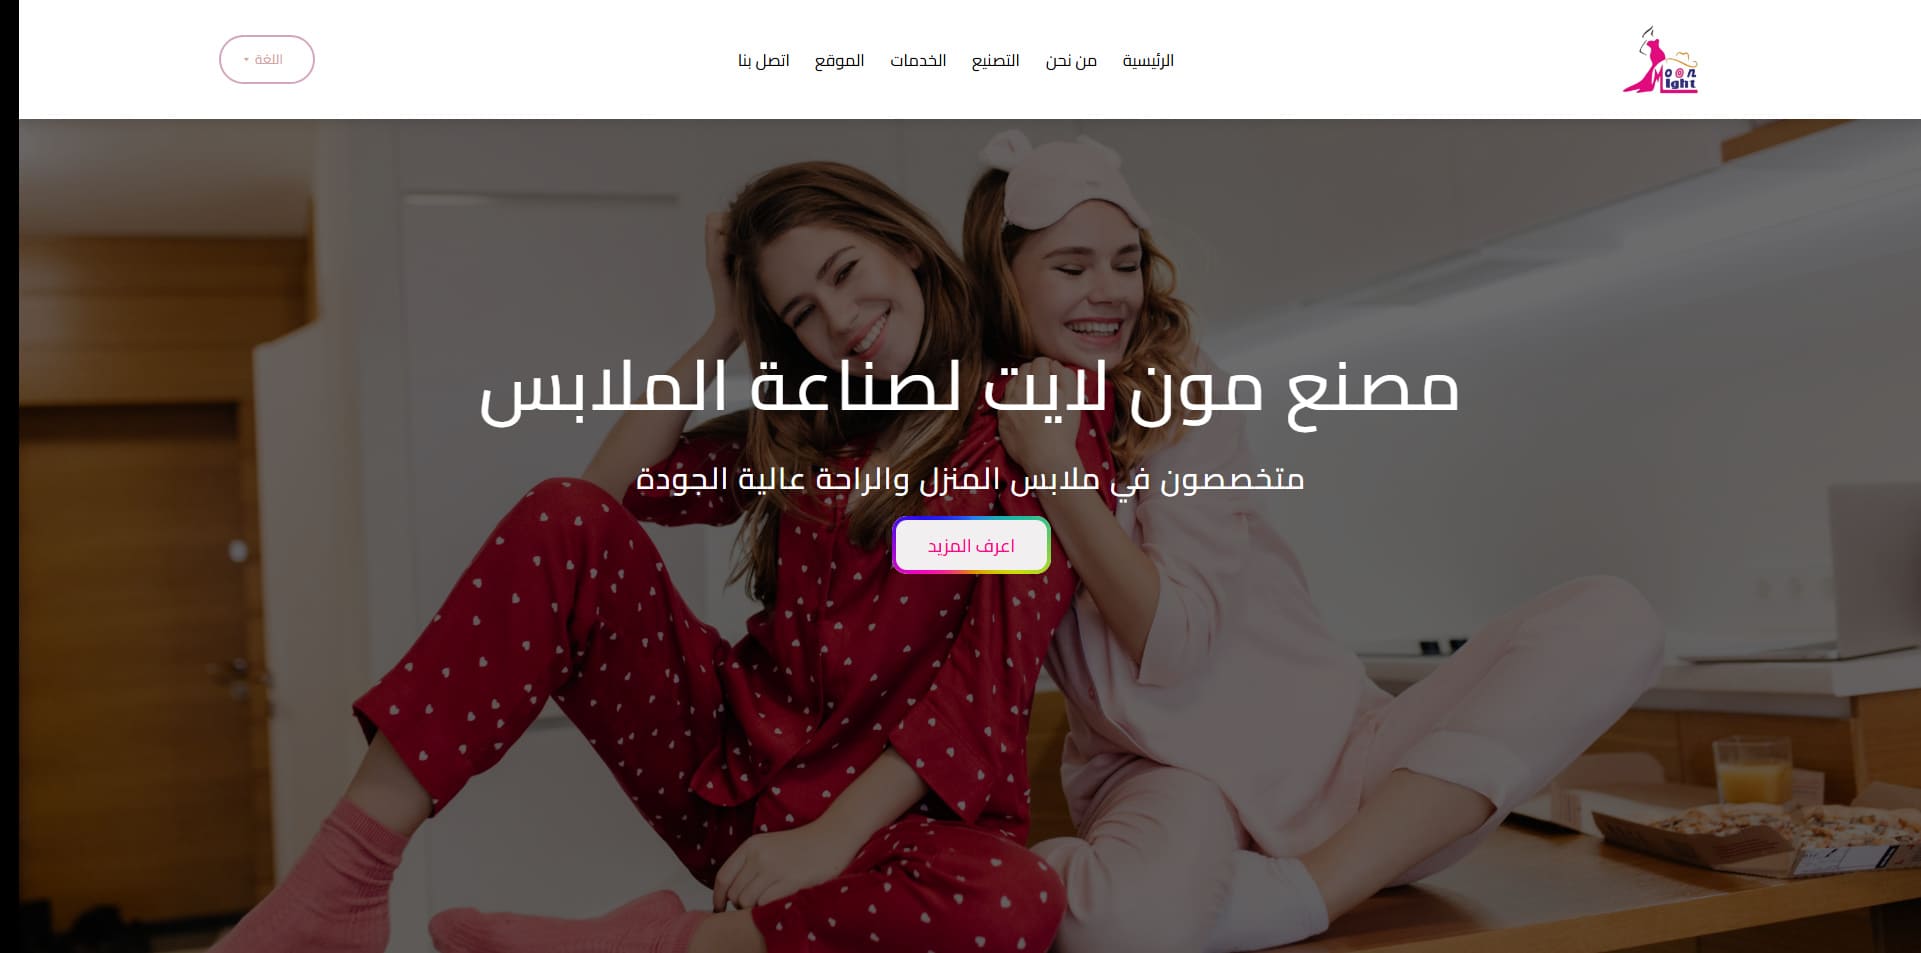 Moon
light
الرئيسية
من نحن
التصنيع
الخدمات
الموقع
اتصل بنا
اللغة
مصنع مون لايت لصناعة الملابس
متخصصون في ملابس المنزل والراحة عالية الجودة
اعرف المزيد